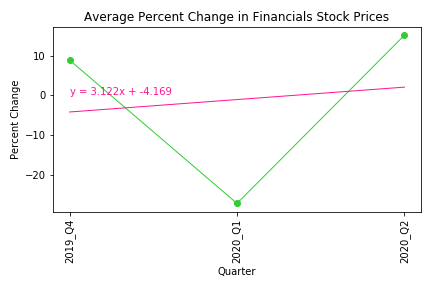 Average Percent Change in Financials Stock Prices
Percent Change
10
0
−10
−20
y = 3.122x + -4.169
2019_Q4
2020_Q1
2020_Q2
Quarter